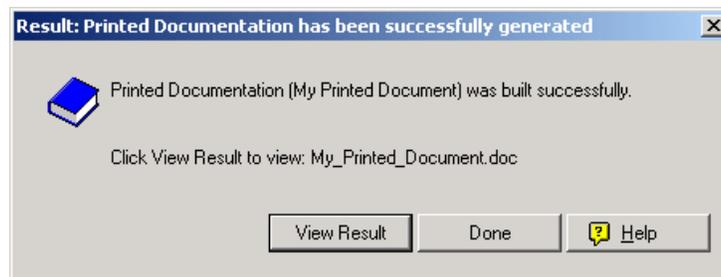 Result: Printed Documentation has been successfully generated
Printed Documentation (My Printed Document) was built successfully.
Click View Result to view: My_Printed_Document.doc
View Result Done Help